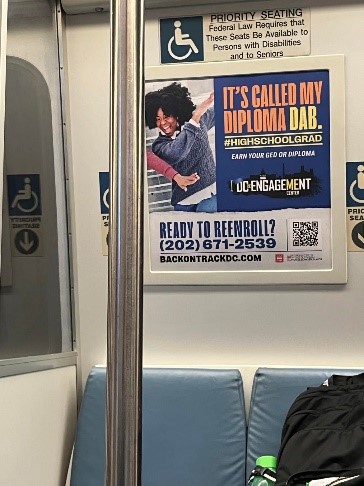 PRIORITY SEATING
Federal Law Requires that
These Seats Be Available to
Persons with Disabilities
and to Seniors
IT'S CALLED MY
DIPLOMA DAB.
#HIGHSCHOOLGRAD
EARN YOUR GED OR DIPLOMA
DC ENGAGEMENT
CENTER
READY TO REENROLL?
(202) 671-2539
BACKONTRACKDC.COM